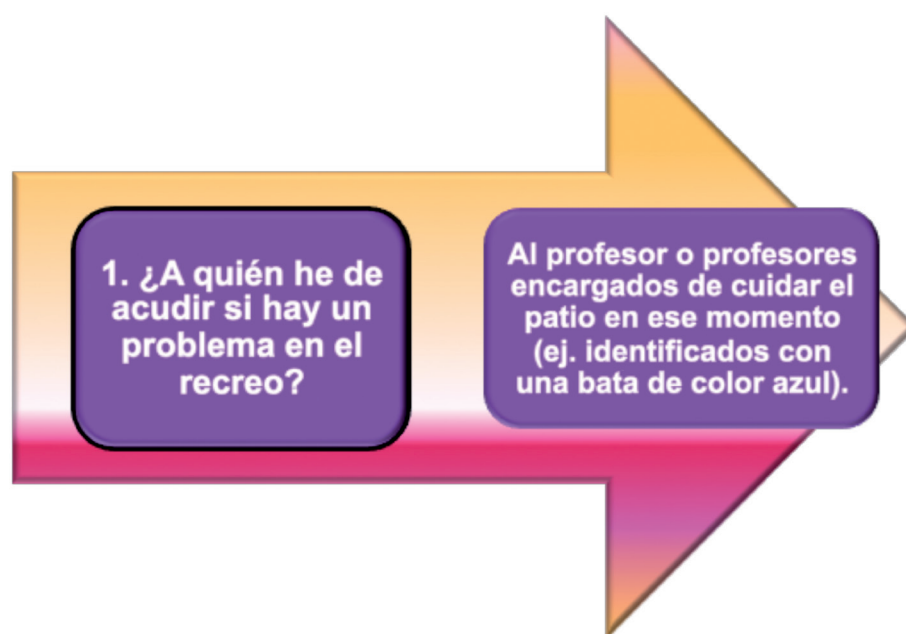 1. ¿A quién he de
acudir si hay un
problema en el
recreo?
Al profesor o profesores
encargados de cuidar el
patio en ese momento
(ej. identificados con
una bata de color azul).